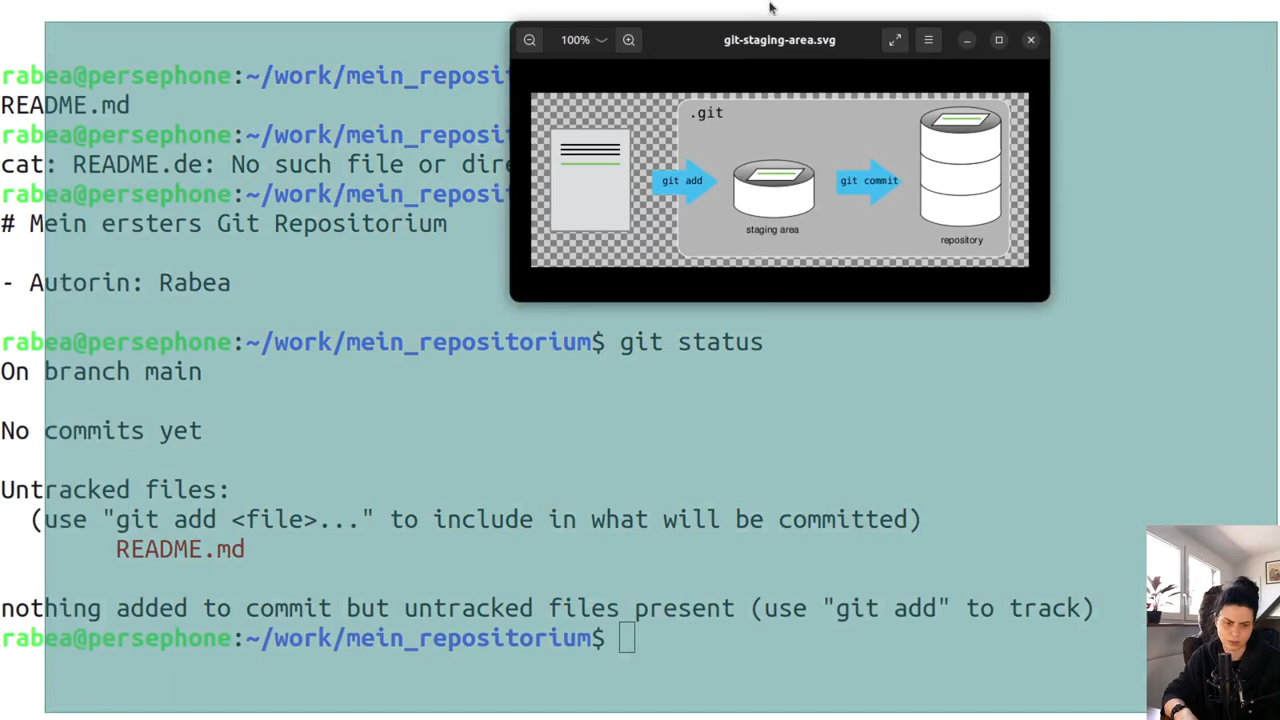 100%
git-staging-area.svg
.git
git add
git commit
staging area
repository
rabea@persephone:~/work/mein_reposit
README.md
rabea@persephone:~/work/mein_reposit
cat: README.de: No such file or dire
rabea@persephone:~/work/mein_reposit
# Mein ersters Git Repositorium
- Autorin: Rabea
rabea@persephone:~/work/mein_repositorium$ git status
On branch main
No commits yet
Untracked files:
(use "git add <file>..." to include in what will be committed)
README.md
nothing added to commit but untracked files present (use "git add" to track)
rabea@persephone:~/work/mein_repositorium$